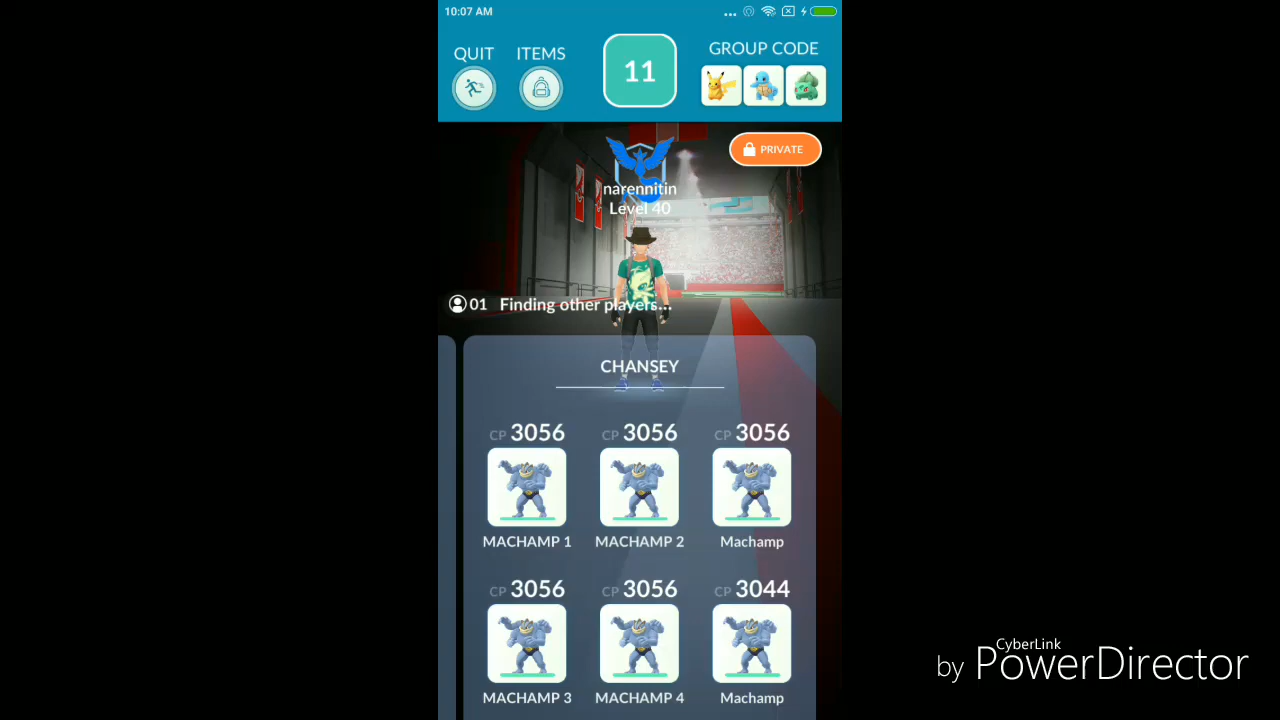 10:07 AM
QUIT
ITEMS
11
GROUP CODE
PRIVATE
narennitin
Level 40
01 Finding other players...
CHANSEY
CP 3056
CP 3056
CP 3056
MACHAMP 1
MACHAMP 2
Machamp
CP 3056
CP 3056
CP 3044
MACHAMP 3
MACHAMP 4
Machamp
CyberLink
by PowerDirector